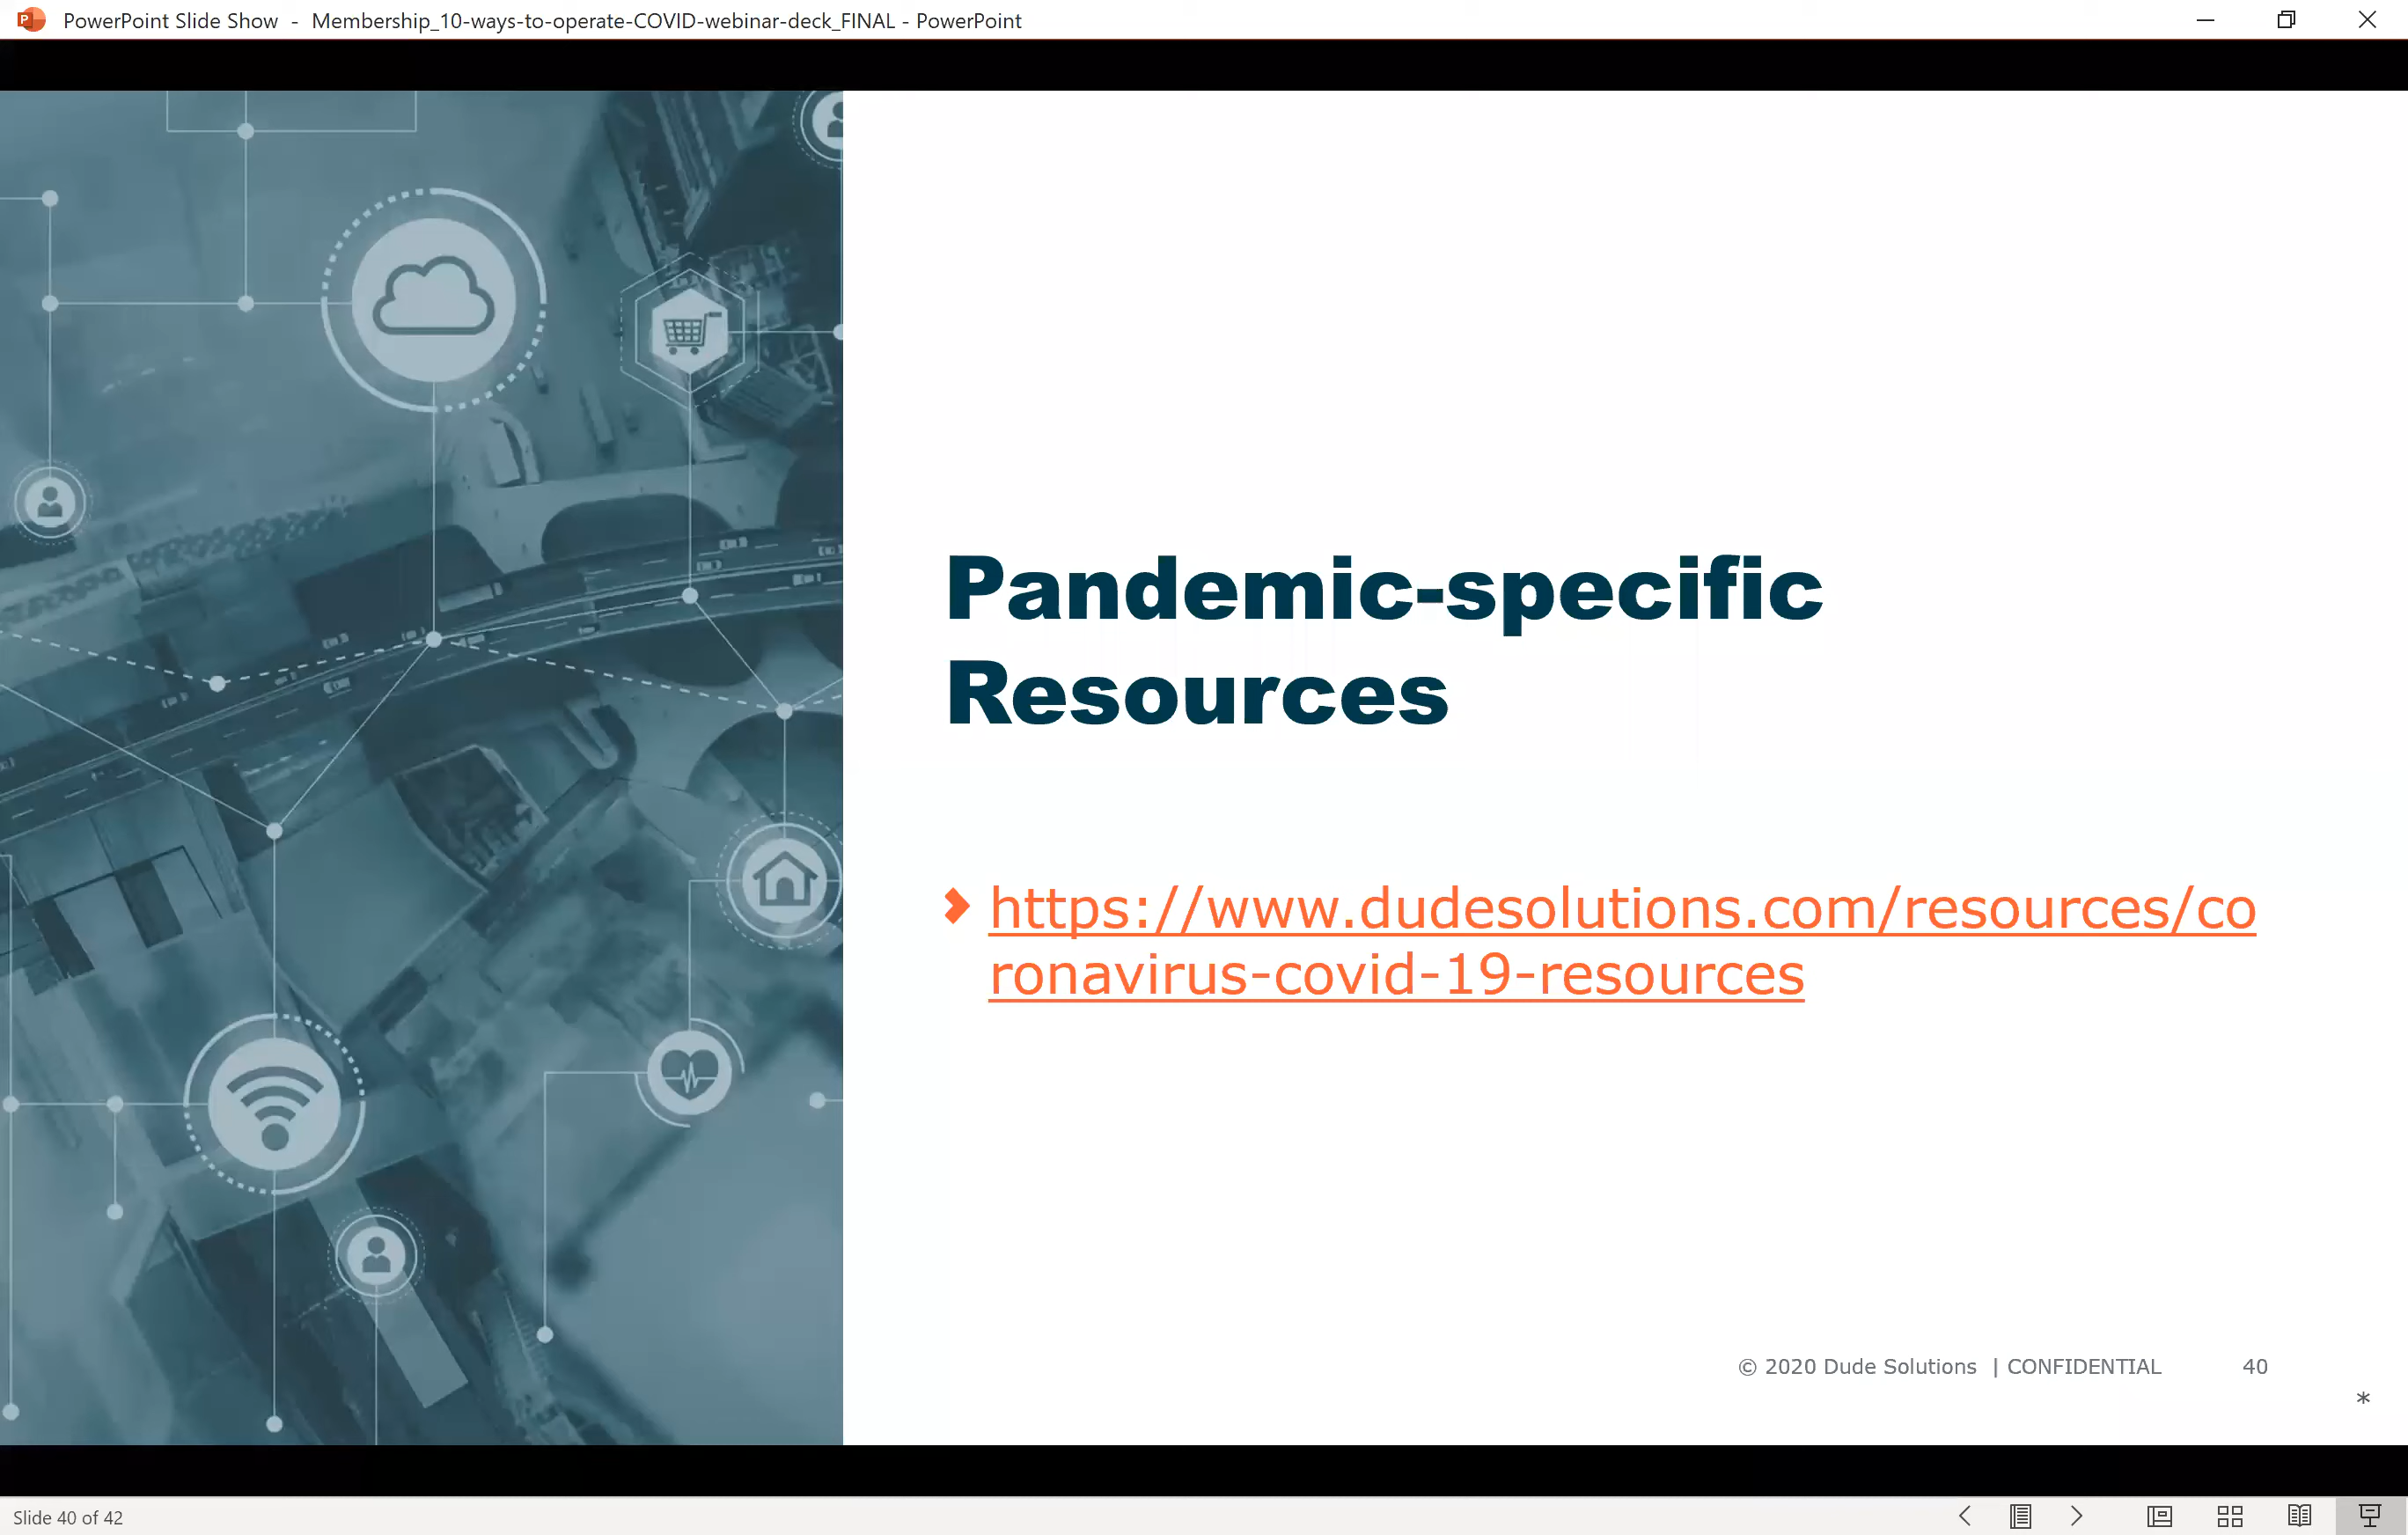 PowerPoint Slide Show - Membership_10-ways-to-operate-COVID-webinar-deck_FINAL - PowerPoint
Pandemic-specific
Resources
https://www.dudesolutions.com/resources/co
ronavirus-covid-19-resources
© 2020 Dude Solutions | CONFIDENTIAL 40
*
Slide 40 of 42